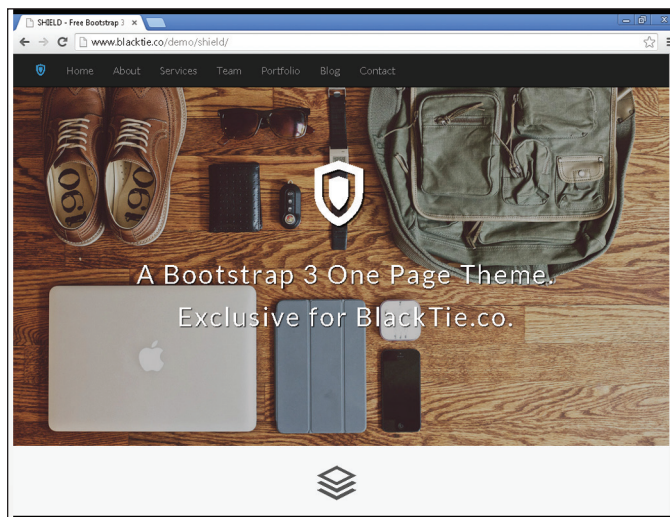 SHIELD - Free Bootstrap 3
www.blacktie.co/demo/shield/
Home About Services Team Portfolio Blog Contact
A Bootstrap 3 One Page Theme.
Exclusive for BlackTie.co.